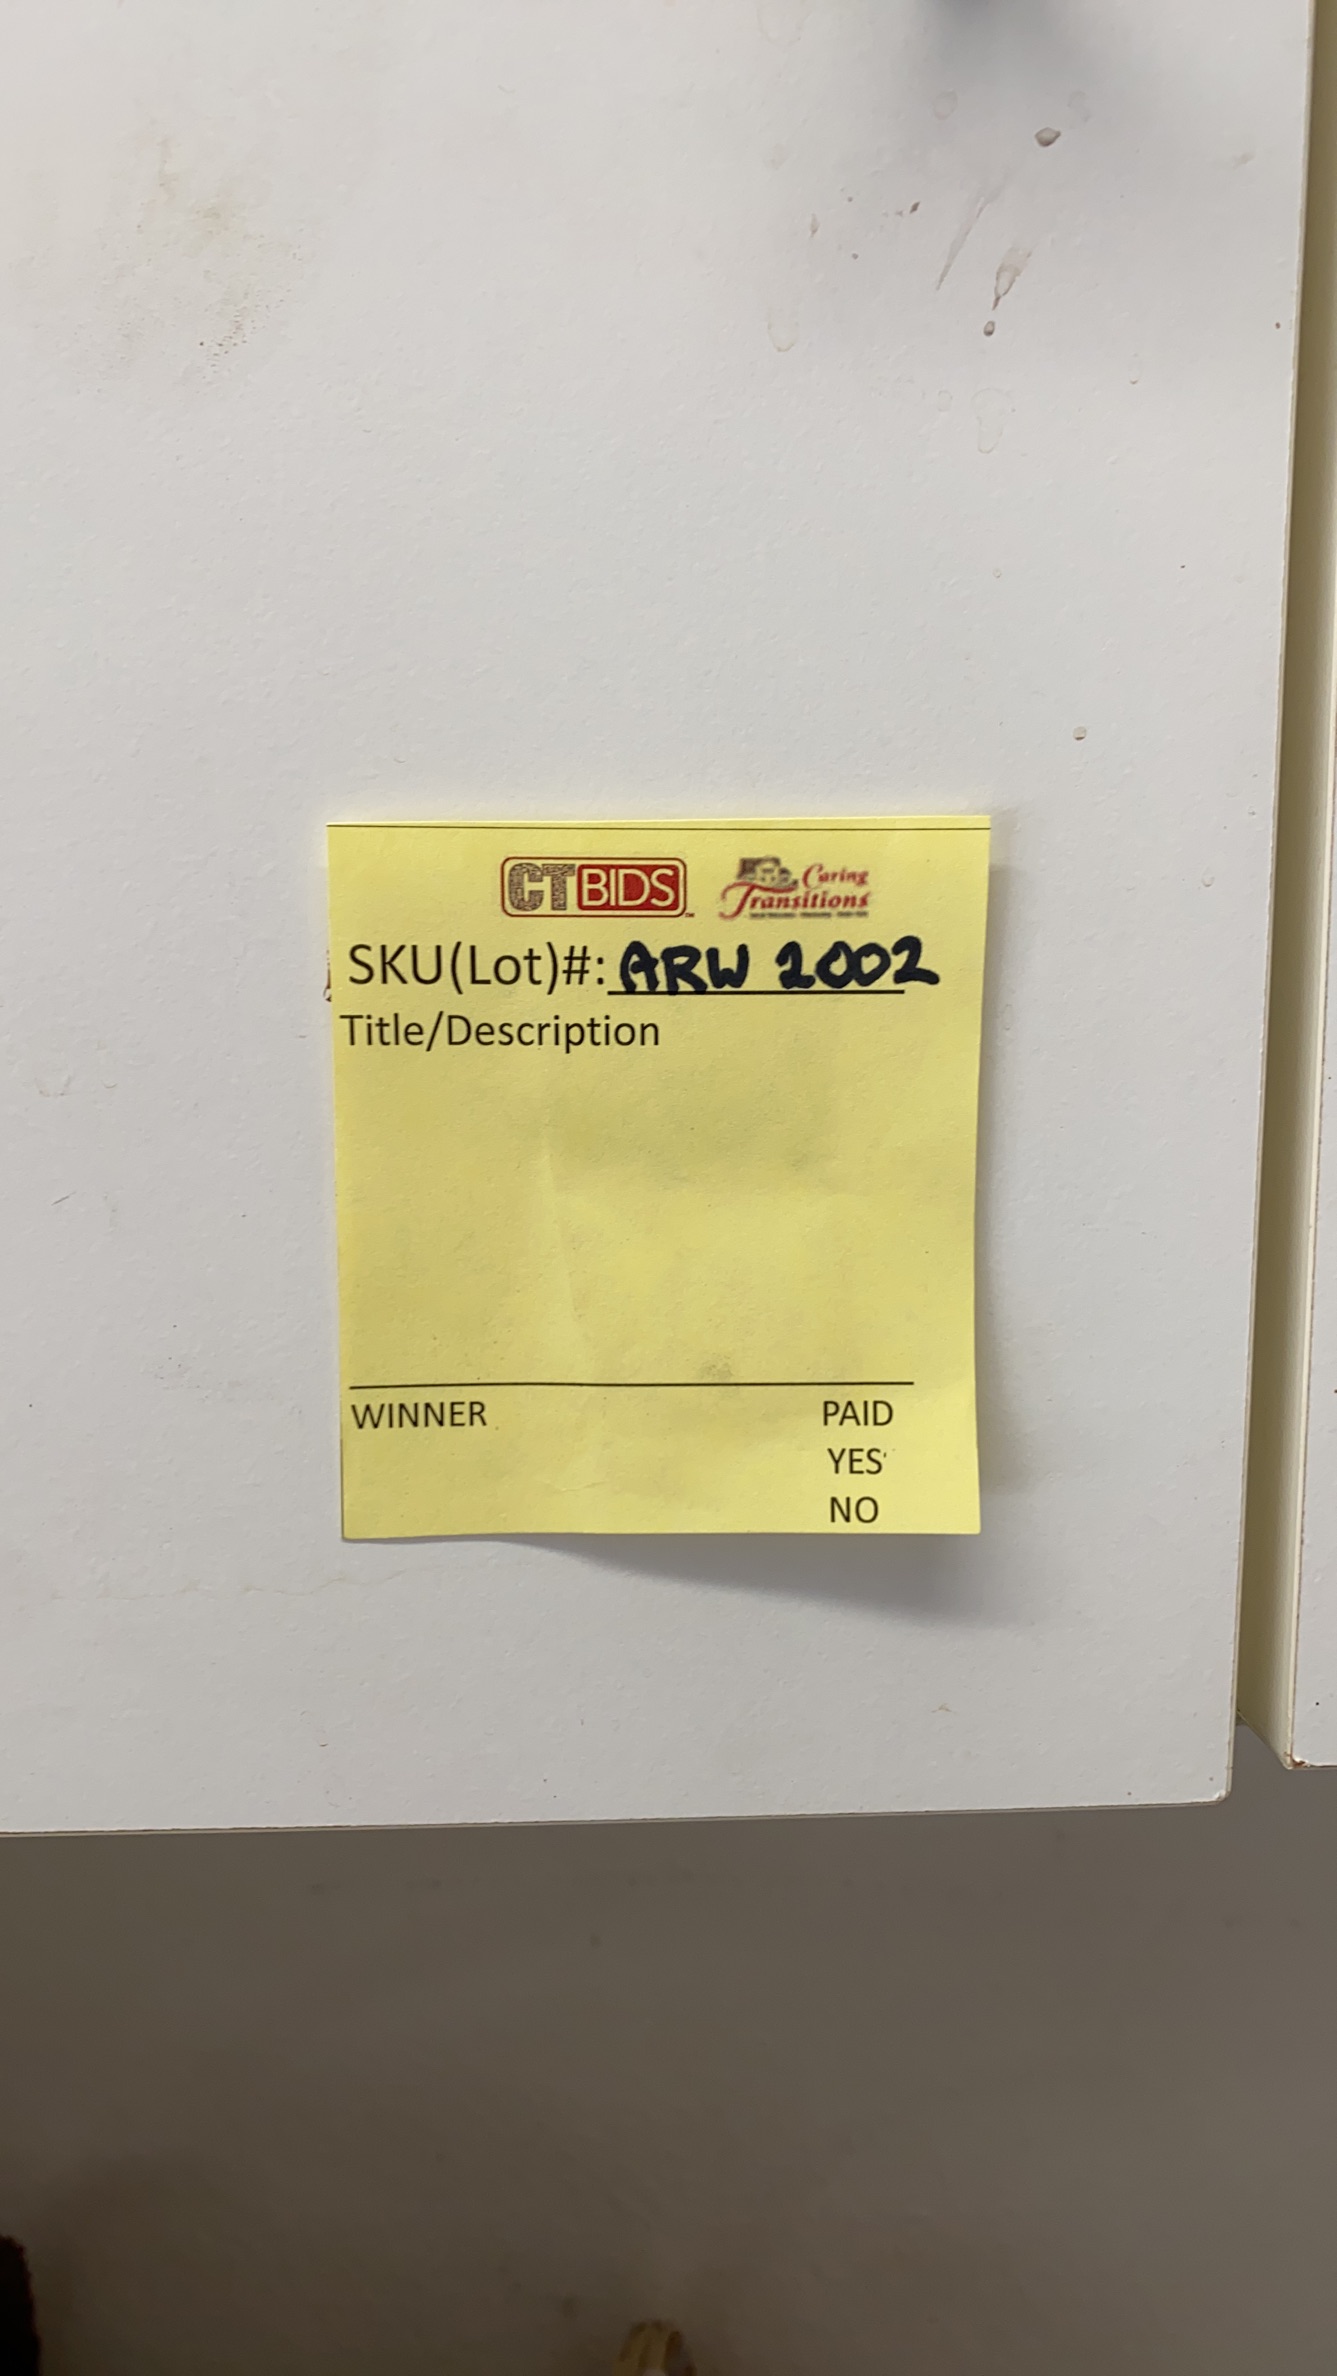 CTBIDS
Caring
Transitions
SKU(Lot)#: ARW 2002
Title/Description
WINNER PAID
YES
NO